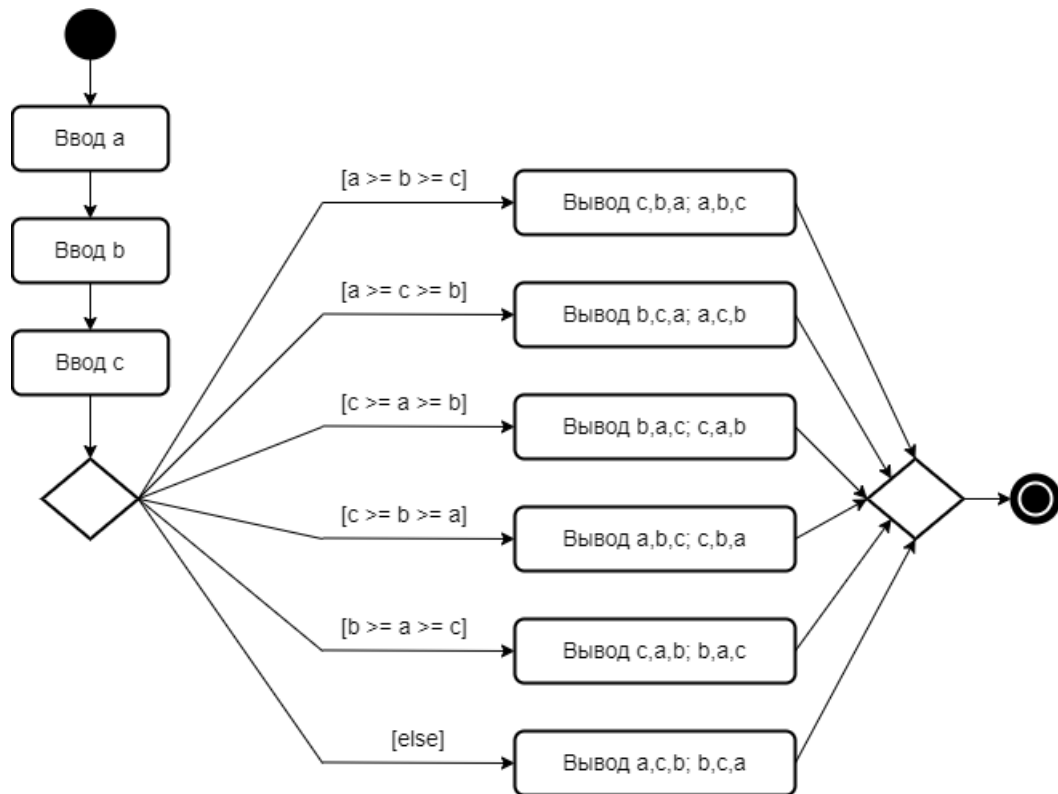 Ввод a
Ввод b
Ввод c
[a >= b >= c]
Вывод c,b,a; a,b,c
[a >= c >= b]
Вывод b,c,a; a,c,b
[c >= a >= b]
Вывод b,a,c; c,a,b
[c >= b >= a]
Вывод a,b,c; c,b,a
[b >= a >= c]
Вывод c,a,b; b,a,c
[else]
Вывод a,c,b; b,c,a